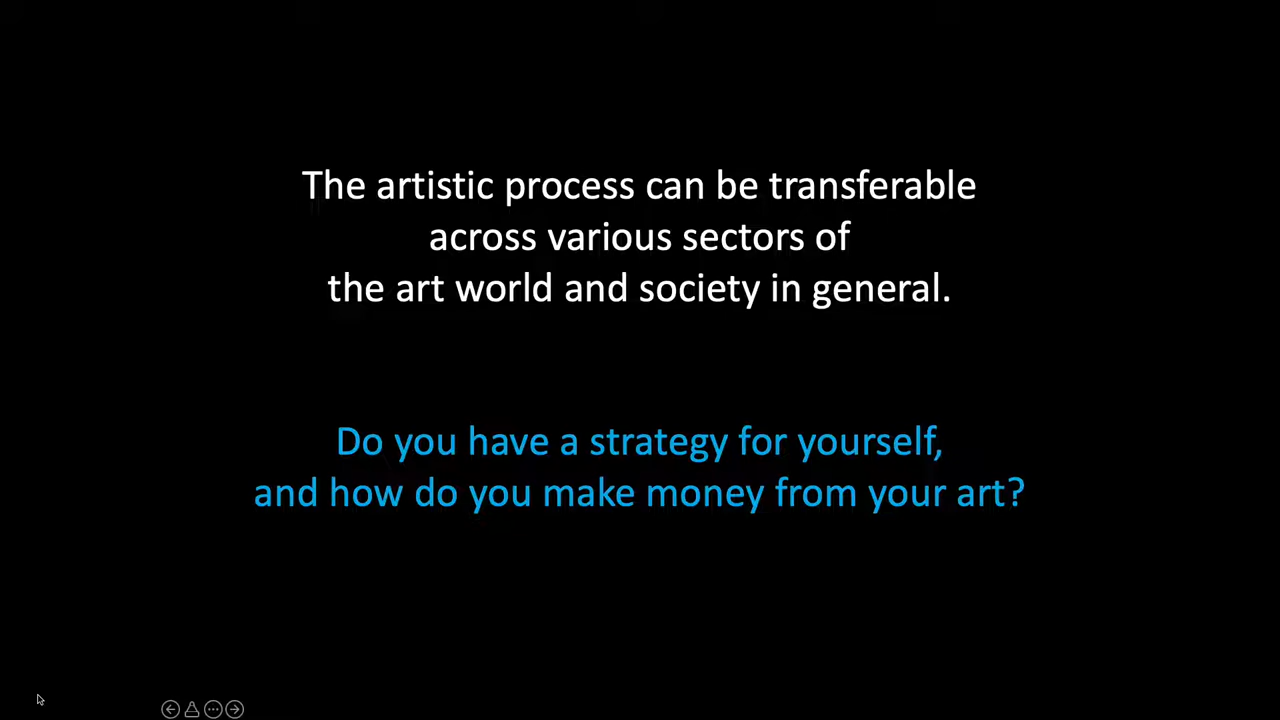 The artistic process can be transferable
across various sectors of
the art world and society in general.
Do you have a strategy for yourself,
and how do you make money from your art?